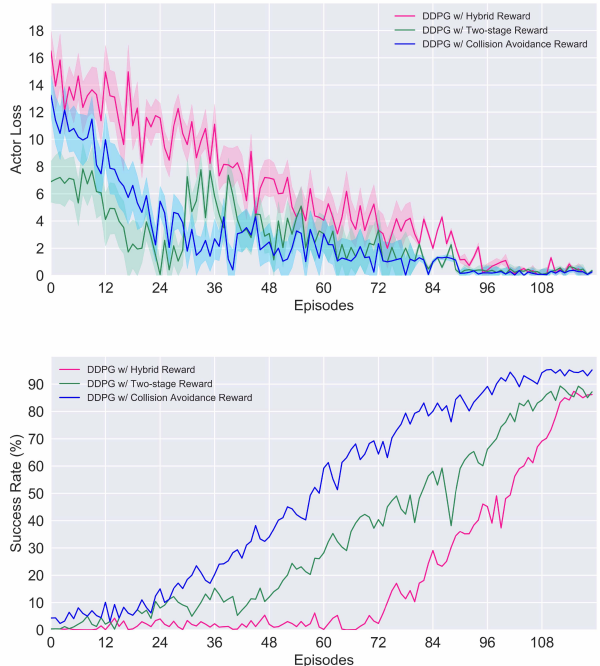 18
16
14
12
10
8
6
4
2
0
Actor Loss
DDPG w/ Hybrid Reward
DDPG w/ Two-stage Reward
DDPG w/ Collision Avoidance Reward
0 12 24 36 48 60 72 84 96 108
Episodes
90
80
70
60
50
40
30
20
10
0
Success Rate (%)
DDPG w/ Hybrid Reward
DDPG w/ Two-stage Reward
DDPG w/ Collision Avoidance Reward
0 12 24 36 48 60 72 84 96 108
Episodes